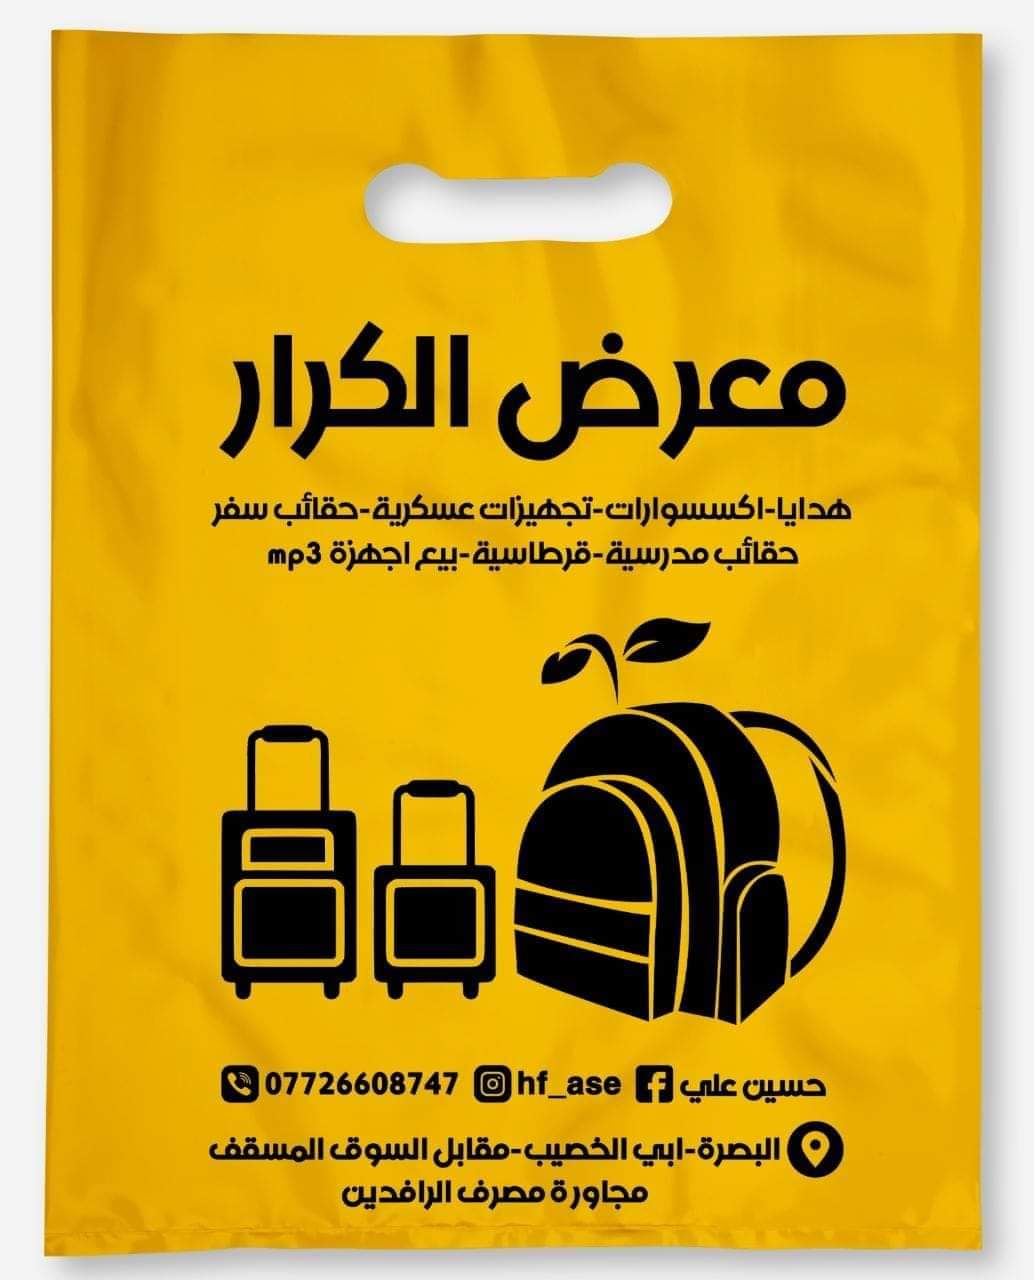 معرض الكرار
هدايا-اكسسوارات-تجهيزات عسكرية-حقائب سفر
حقائب مدرسية-قرطاسية-بيع اجهزة mp3
حسين علي hf_ase 07726608747
البصرة-ابي الخصيب-مقابل السوق المسقف
مجاورة مصرف الرافدين